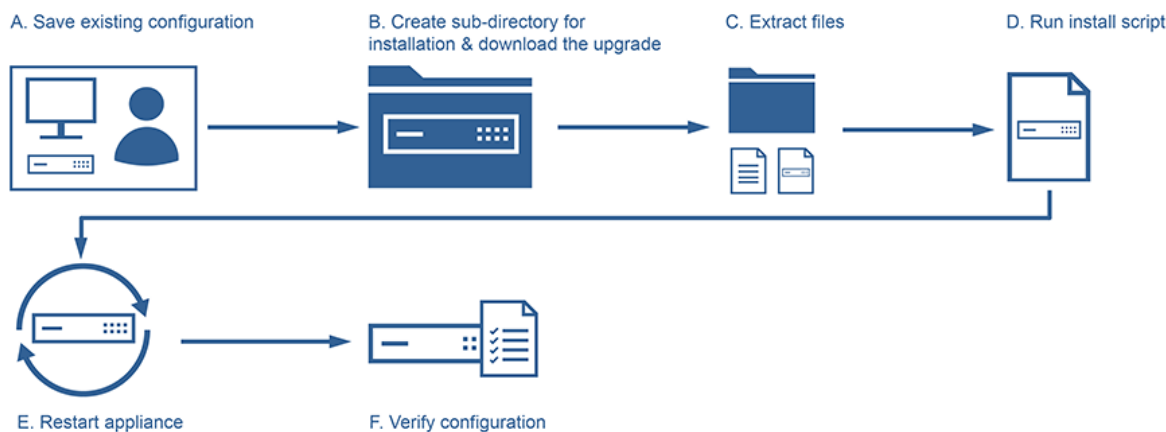 A. Save existing configuration
B. Create sub-directory for
installation & download the upgrade
C. Extract files
D. Run install script
E. Restart appliance
F. Verify configuration